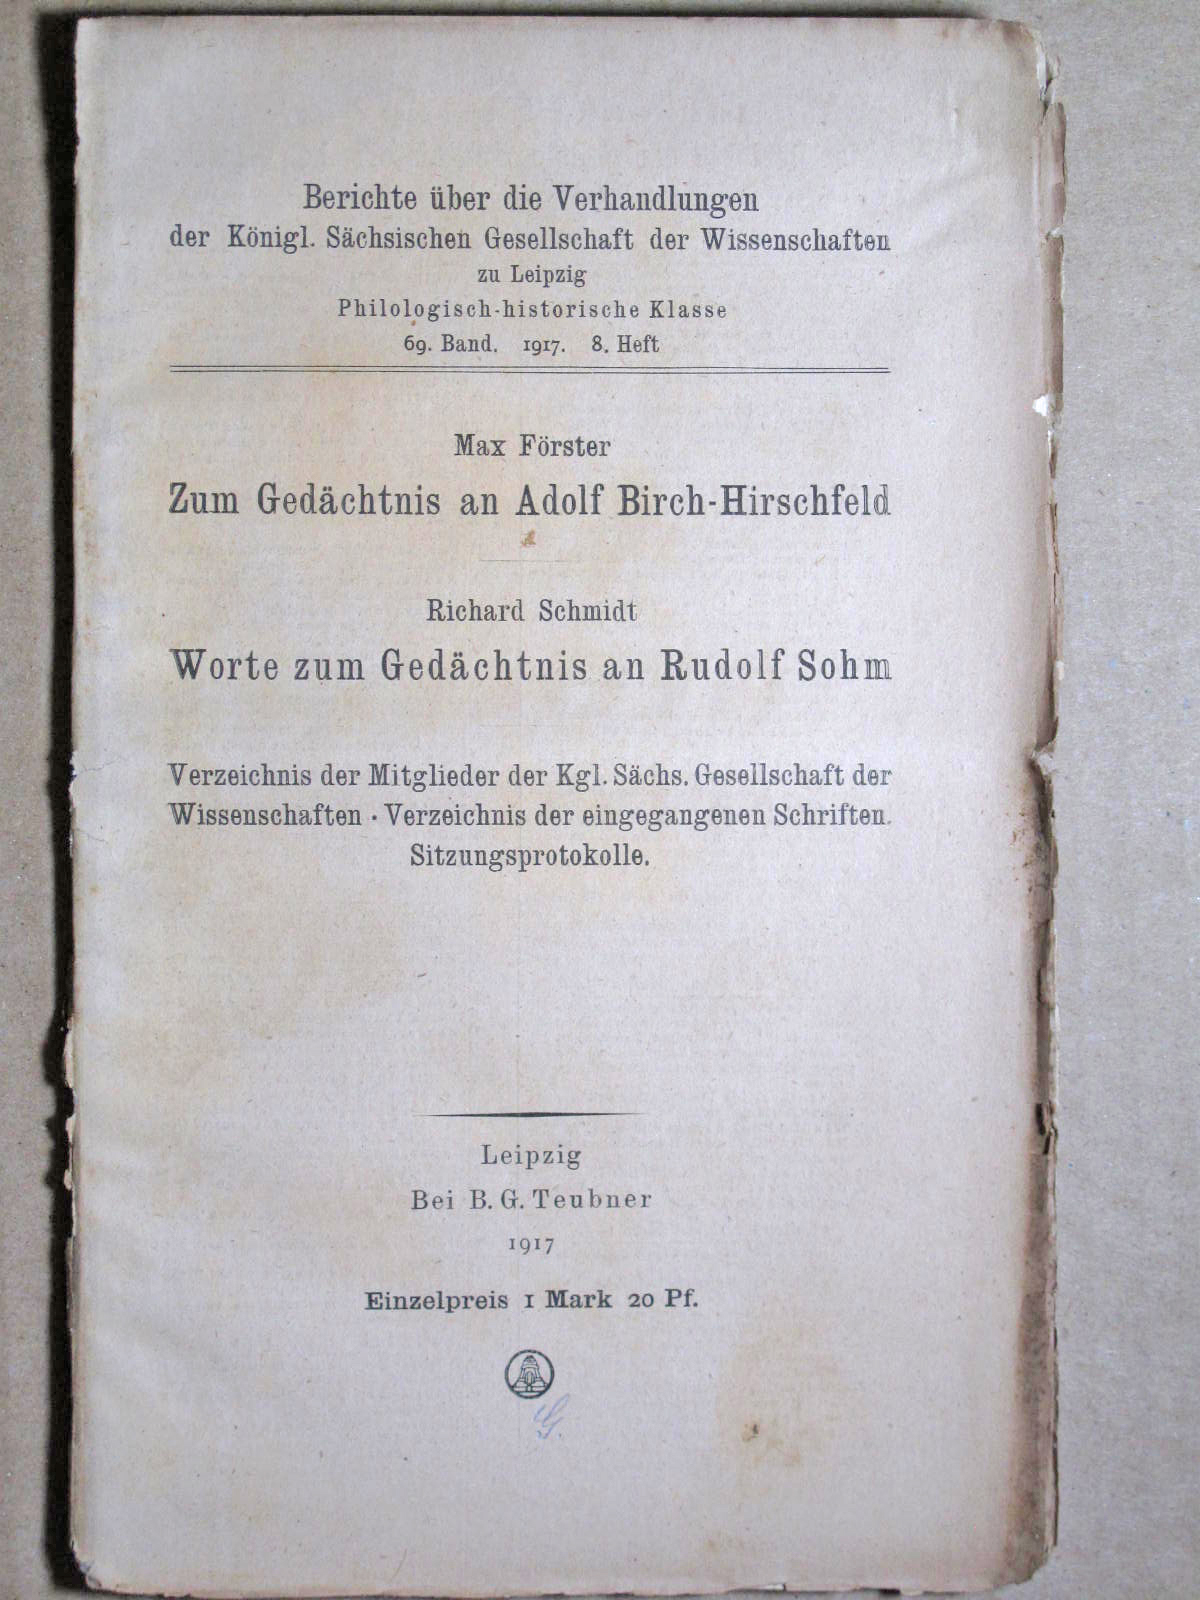 Berichte über die Verhandlungen
der Königl. Sächsischen Gesellschaft der Wissenschaften
zu Leipzig
Philologisch-historische Klasse
69. Band. 1917. 8. Heft
Max Förster
Zum Gedächtnis an Adolf Birch-Hirschfeld
Richard Schmidt
Worte zum Gedächtnis an Rudolf Sohm
Verzeichnis der Mitglieder der Kgl. Sächs. Gesellschaft der
Wissenschaften · Verzeichnis der eingegangenen Schriften.
Sitzungsprotokolle.
Leipzig
Bei B. G. Teubner
1917
Einzelpreis 1 Mark 20 Pf.